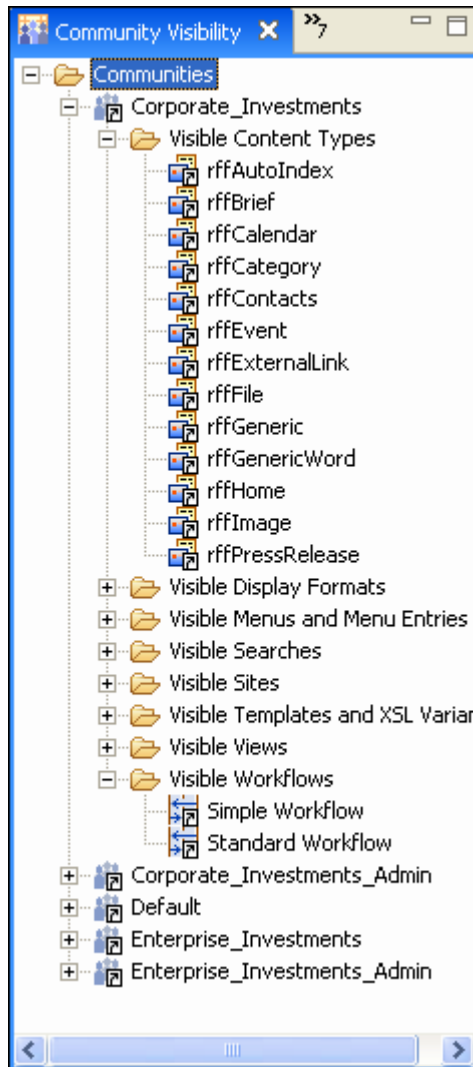 Community Visibility
»7
Communities
Corporate_Investments
Visible Content Types
rffAutoIndex
rffBrief
rffCalendar
rffCategory
rffContacts
rffEvent
rffExternalLink
rffFile
rffGeneric
rffGenericWord
rffHome
rffImage
rffPressRelease
Visible Display Formats
Visible Menus and Menu Entries
Visible Searches
Visible Sites
Visible Templates and XSL Varian
Visible Views
Visible Workflows
Simple Workflow
Standard Workflow
Corporate_Investments_Admin
Default
Enterprise_Investments
Enterprise_Investments_Admin